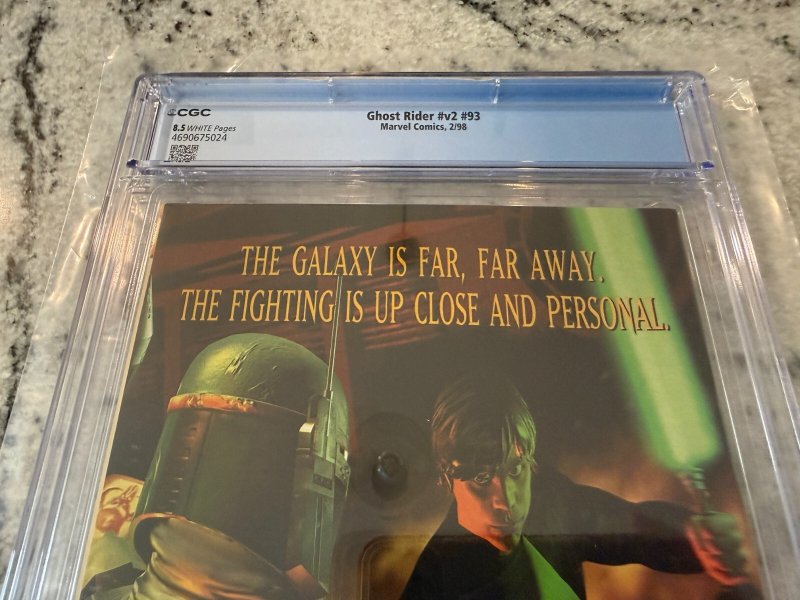 CGC
8.5 WHITE Pages
4690675024
Ghost Rider #v2 #93
Marvel Comics, 2/98
THE GALAXY IS FAR, FAR AWAY.
THE FIGHTING IS UP CLOSE AND PERSONAL.